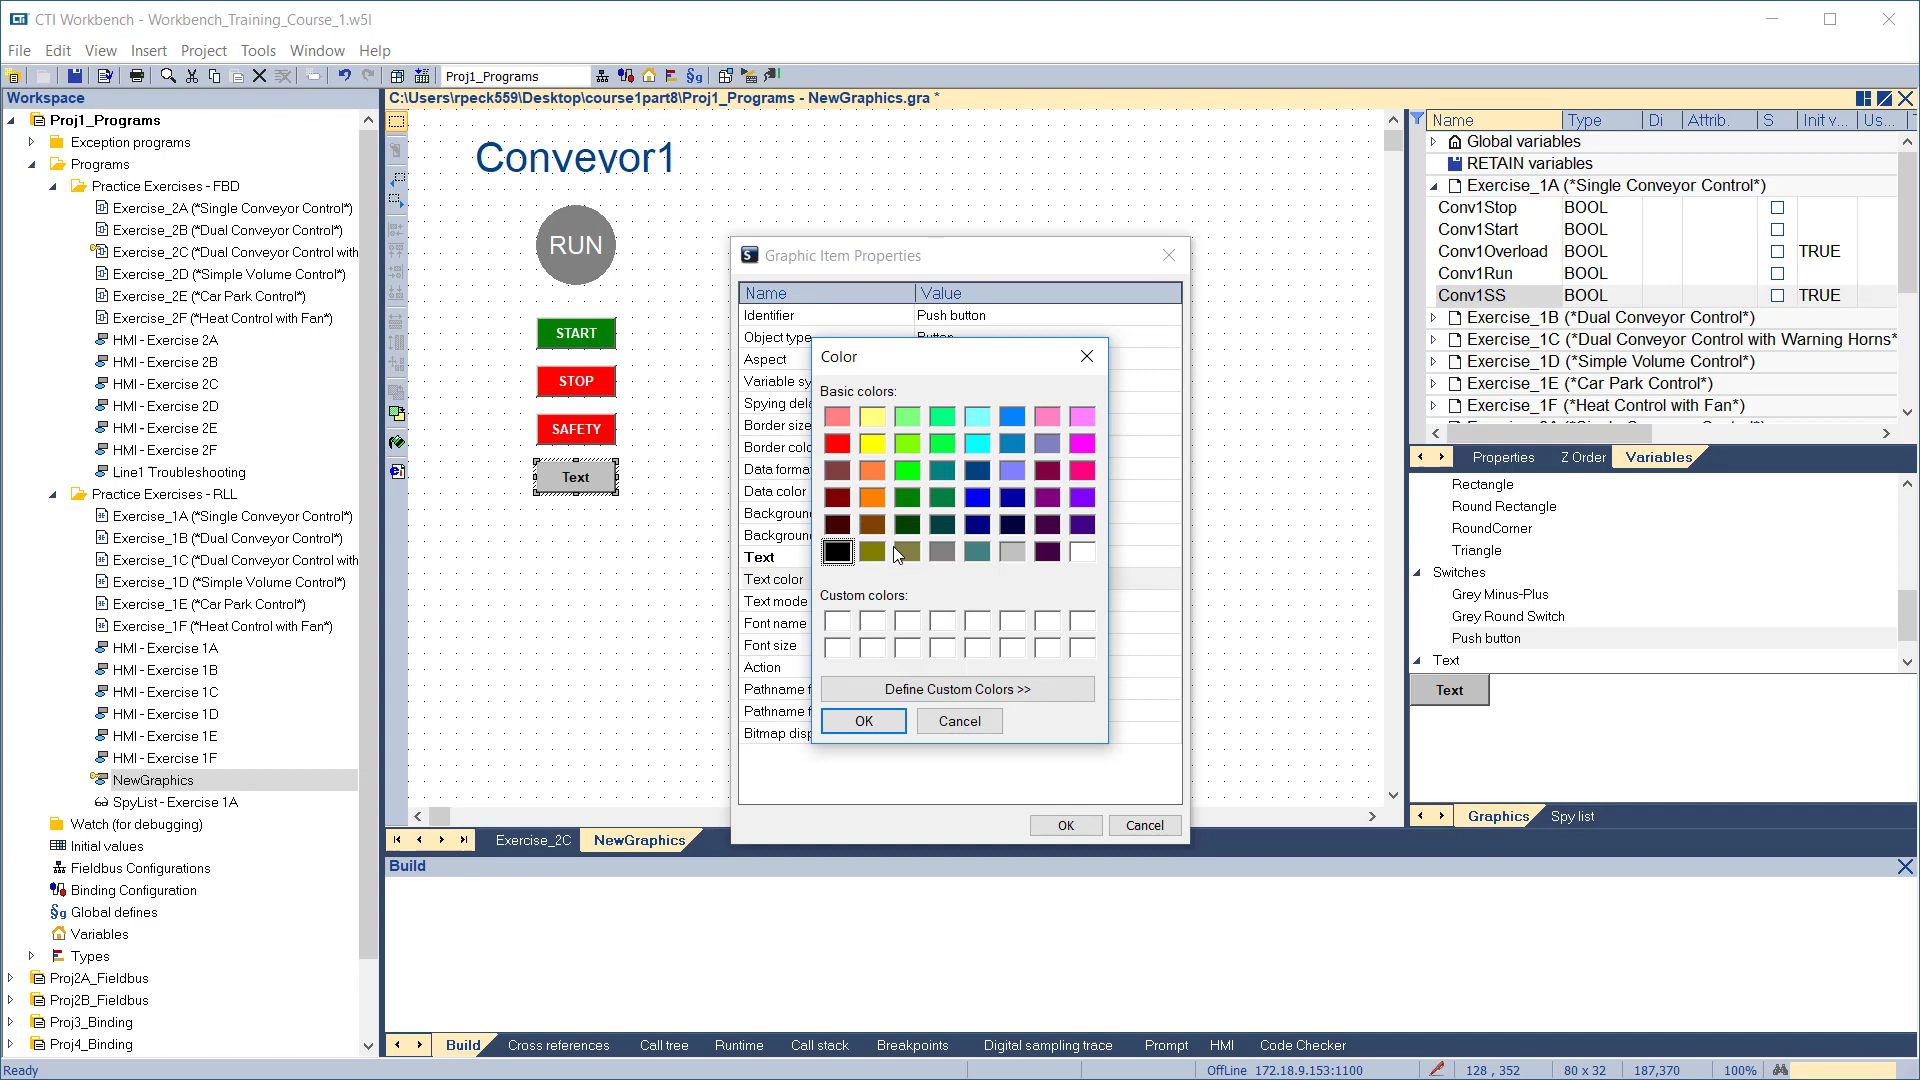 CTI Workbench - Workbench_Training_Course_1.w5l
File Edit View Insert Project Tools Window Help
Proj1_Programs
Workspace
Proj1_Programs
Exception programs
Programs
Practice Exercises - FBD
Exercise_2A (*Single Conveyor Control*)
Exercise_2B (*Dual Conveyor Control*)
Exercise_2C (*Dual Conveyor Control with
Exercise_2D (*Simple Volume Control*)
Exercise_2E (*Car Park Control*)
Exercise_2F (*Heat Control with Fan*)
HMI - Exercise 2A
HMI - Exercise 2B
HMI - Exercise 2C
HMI - Exercise 2D
HMI - Exercise 2E
HMI - Exercise 2F
Line1 Troubleshooting
Practice Exercises - RLL
Exercise_1A (*Single Conveyor Control*)
Exercise_1B (*Dual Conveyor Control*)
Exercise_1C (*Dual Conveyor Control with
Exercise_1D (*Simple Volume Control*)
Exercise_1E (*Car Park Control*)
Exercise_1F (*Heat Control with Fan*)
HMI - Exercise 1A
HMI - Exercise 1B
HMI - Exercise 1C
HMI - Exercise 1D
HMI - Exercise 1E
HMI - Exercise 1F
NewGraphics
SpyList - Exercise 1A
Watch (for debugging)
Initial values
Fieldbus Configurations
Binding Configuration
Global defines
Variables
Types
Proj2A_Fieldbus
Proj2B_Fieldbus
Proj3_Binding
Proj4_Binding
C:\Users\rpeck559\Desktop\course1part8\Proj1_Programs - NewGraphics.gra *
Conveyor1
RUN
START
STOP
SAFETY
Text
Graphic Item Properties
Name Value
Identifier Push button
Object type Button
Aspect
Variable sy
Spying dela
Border size
Border colo
Data format
Data color
Background
Background
Text
Text color
Text mode
Font name
Font size
Action
Pathname f
Pathname f
Bitmap disp
OK Cancel
Color
Basic colors:
Custom colors:
Define Custom Colors >>
OK Cancel
Exercise_2C NewGraphics
Name Type Di Attrib. S Init v... Us...
Global variables
RETAIN variables
Exercise_1A (*Single Conveyor Control*)
Conv1Stop BOOL
Conv1Start BOOL
Conv1Overload BOOL TRUE
Conv1Run BOOL
Conv1SS BOOL TRUE
Exercise_1B (*Dual Conveyor Control*)
Exercise_1C (*Dual Conveyor Control with Warning Horns*
Exercise_1D (*Simple Volume Control*)
Exercise_1E (*Car Park Control*)
Exercise_1F (*Heat Control with Fan*)
Properties Z Order Variables
Rectangle
Round Rectangle
RoundCorner
Triangle
Switches
Grey Minus-Plus
Grey Round Switch
Push button
Text
Text
Graphics Spy list
Build
Build Cross references Call tree Runtime Call stack Breakpoints Digital sampling trace Prompt HMI Code Checker
Ready OffLine 172.18.9.153:1100 128 , 352 80 x 32 187,370 100%